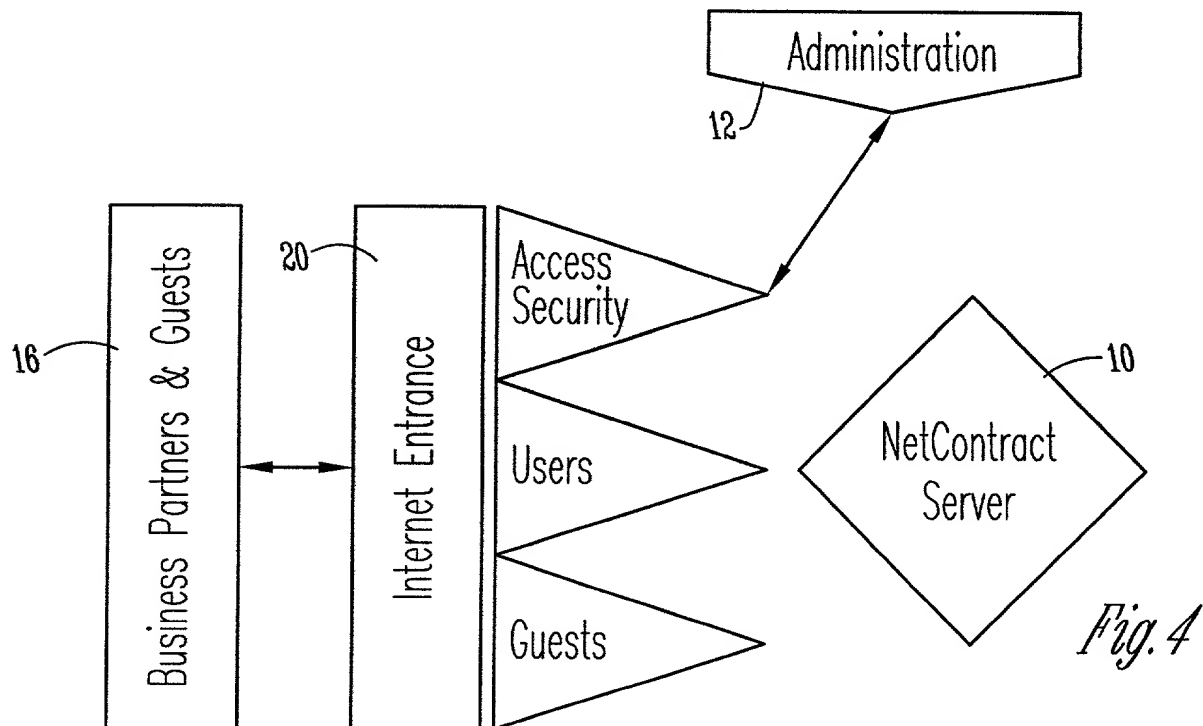 Administration
12
20
Access
Security
16
Business Partners & Guests
Internet Entrance
10
Users
NetContract
Server
Guests
Fig. 4